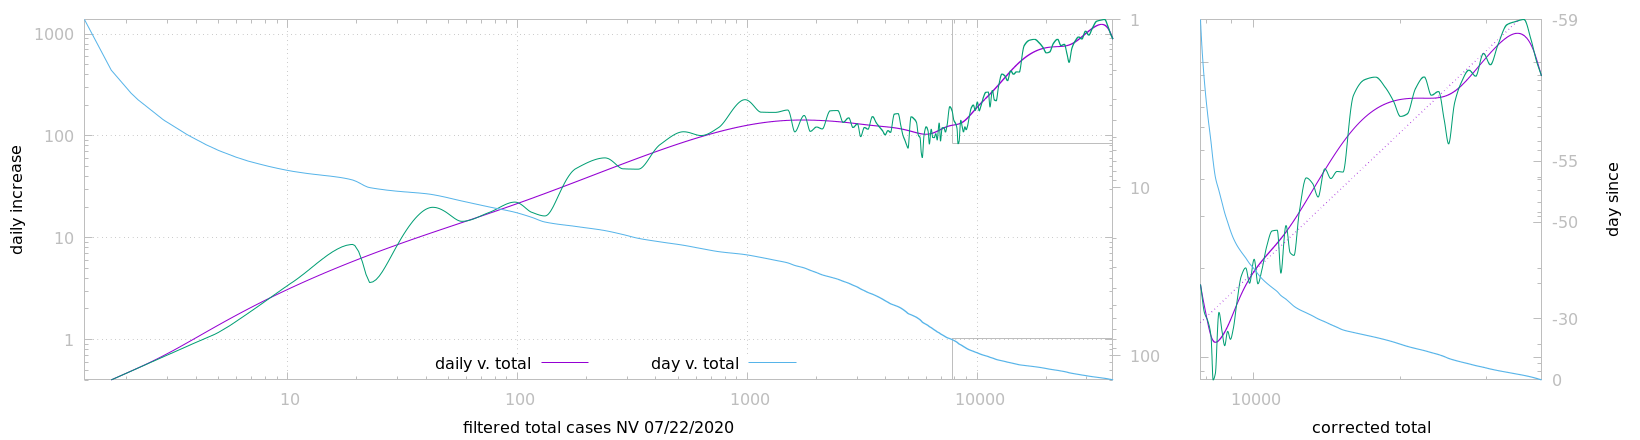 daily increase
1000
100
10
1
daily v. total
day v. total
10
100
1000
10000
filtered total cases NV 07/22/2020
1
10
100
-59
-55
-50
-30
0
day since
10000
corrected total